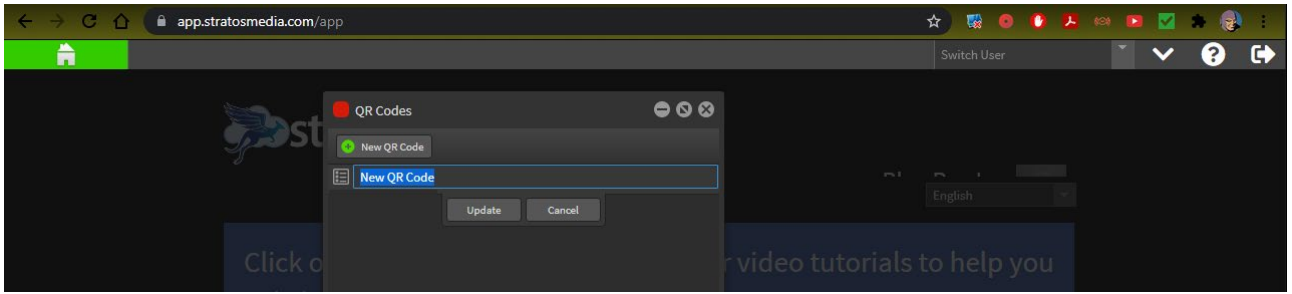 app.stratosmedia.com/app
Switch User
QR Codes
st
New QR Code
New QR Code
English
Update Cancel
Click o
r video tutorials to help you